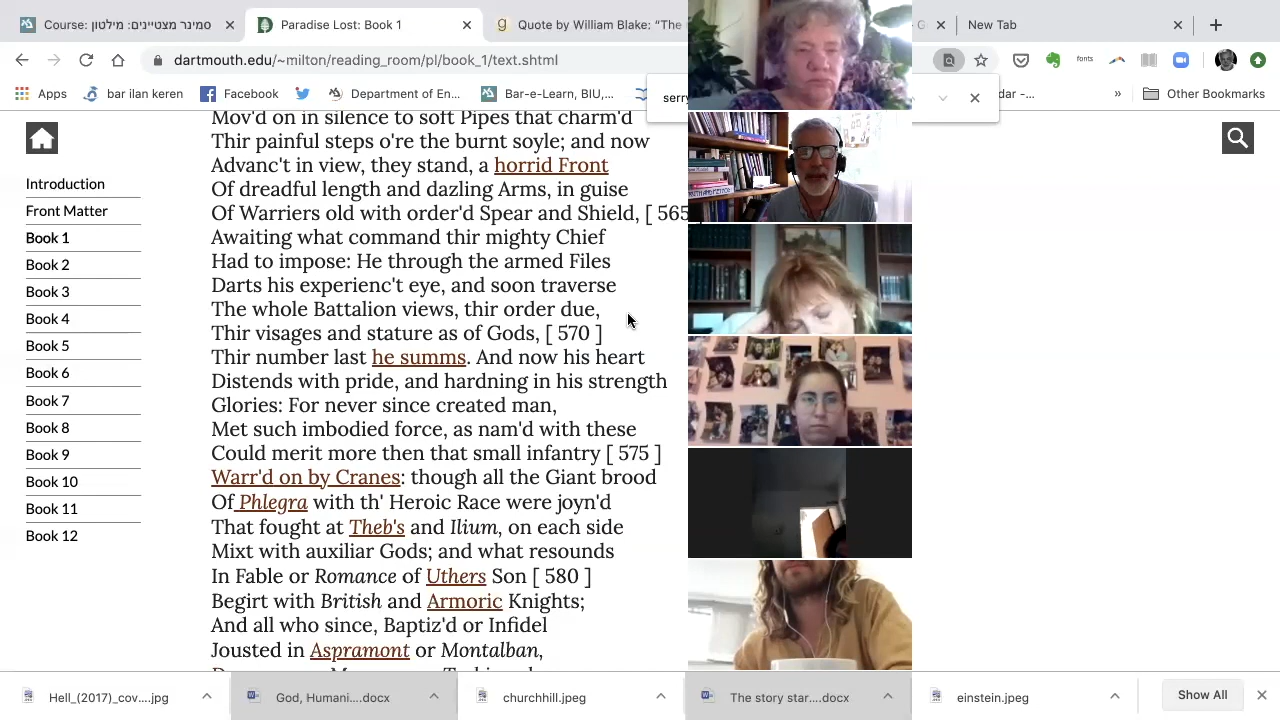 Course: סמינר מצטיינים: מילטון
Paradise Lost: Book 1
Quote by William Blake: “The
New Tab
dartmouth.edu/~milton/reading_room/pl/book_1/text.shtml
fonts
Apps
bar ilan keren
Facebook
Department of En...
Bar-e-Learn, BIU,...
dar -...
»
Other Bookmarks
serry
Introduction
Front Matter
Book 1
Book 2
Book 3
Book 4
Book 5
Book 6
Book 7
Book 8
Book 9
Book 10
Book 11
Book 12
Mov'd on in silence to soft Pipes that charm'd
Thir painful steps o're the burnt soyle; and now
Advanc't in view, they stand, a horrid Front
Of dreadful length and dazling Arms, in guise
Of Warriers old with order'd Spear and Shield, [ 565
Awaiting what command thir mighty Chief
Had to impose: He through the armed Files
Darts his experienc't eye, and soon traverse
The whole Battalion views, thir order due,
Thir visages and stature as of Gods, [ 570 ]
Thir number last he summs. And now his heart
Distends with pride, and hardning in his strength
Glories: For never since created man,
Met such imbodied force, as nam'd with these
Could merit more then that small infantry [ 575 ]
Warr'd on by Cranes: though all the Giant brood
Of Phlegra with th' Heroic Race were joyn'd
That fought at Theb's and Ilium, on each side
Mixt with auxiliar Gods; and what resounds
In Fable or Romance of Uthers Son [ 580 ]
Begirt with British and Armoric Knights;
And all who since, Baptiz'd or Infidel
Jousted in Aspramont or Montalban,
Hell_(2017)_cov....jpg
God, Humani....docx
churchhill.jpeg
The story star....docx
einstein.jpeg
Show All